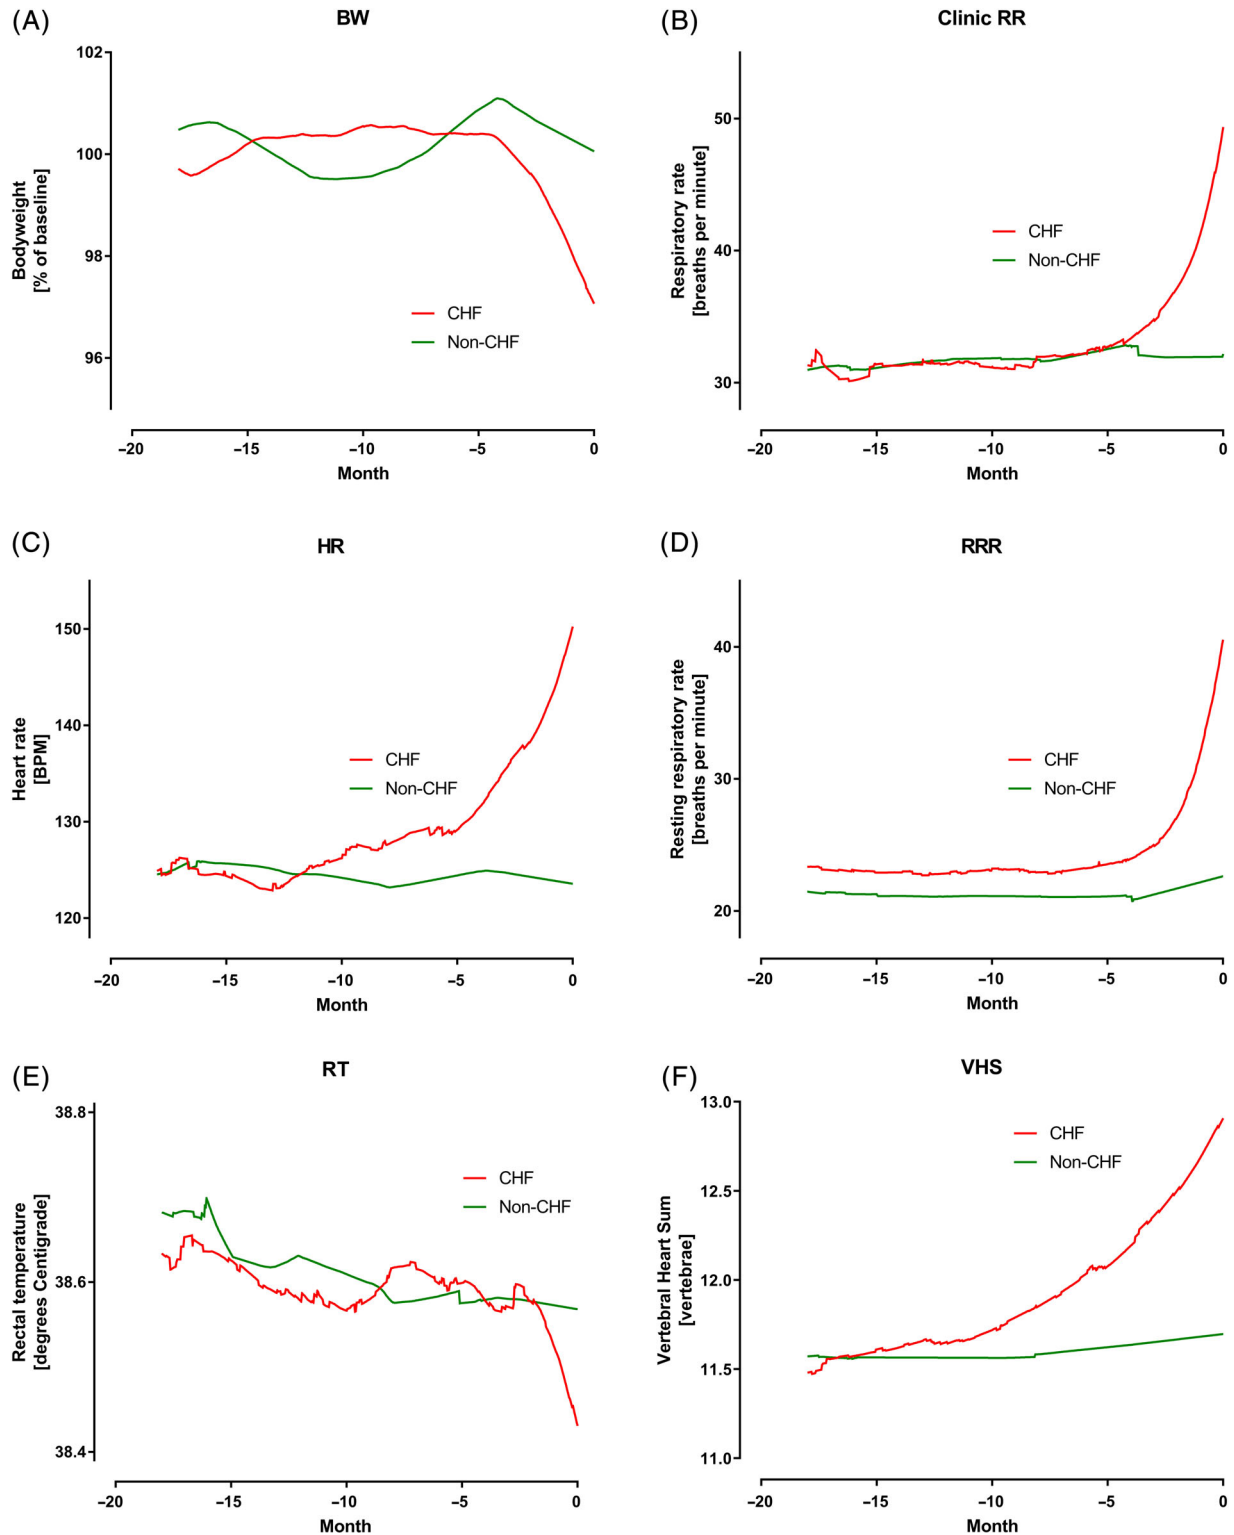 (A)
BW
102
100
98
96
Bodyweight
[% of baseline]
CHF
Non-CHF
–20
–15
–10
–5
0
Month
(B)
Clinic RR
50
40
30
Respiratory rate
[breaths per minute]
CHF
Non-CHF
–20
–15
–10
–5
0
Month
(C)
HR
150
140
130
120
Heart rate
[BPM]
CHF
Non-CHF
–20
–15
–10
–5
0
Month
(D)
RRR
40
30
20
Resting respiratory rate
[breaths per minute]
CHF
Non-CHF
–20
–15
–10
–5
0
Month
(E)
RT
38.8
38.6
38.4
Rectal temperature
[degrees Centigrade]
CHF
Non-CHF
–20
–15
–10
–5
0
Month
(F)
VHS
13.0
12.5
12.0
11.5
11.0
Vertebral Heart Sum
[vertebrae]
CHF
Non-CHF
–20
–15
–10
–5
0
Month